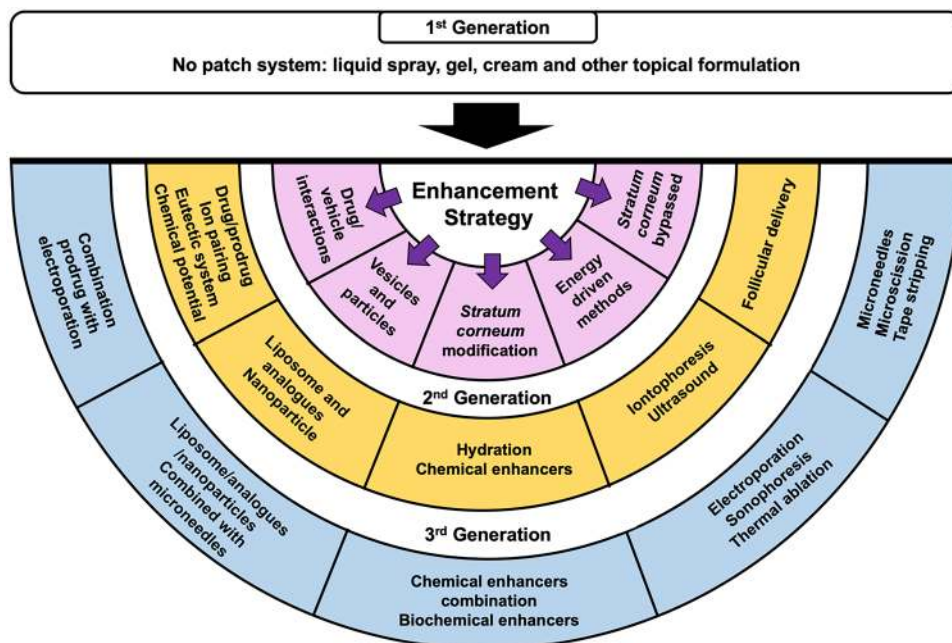 1st Generation
No patch system: liquid spray, gel, cream and other topical formulation
Enhancement
Strategy
Drug/
vehicle
interactions
Vesicles
and
particles
Stratum
corneum
modification
Energy
driven
methods
Stratum
corneum
bypassed
2nd Generation
Drug/prodrug
Ion pairing
Eutectic system
Chemical potential
Liposome and
analogues
Nanoparticle
Hydration
Chemical enhancers
Iontophoresis
Ultrasound
Follicular delivery
3rd Generation
Combination
prodrug with
electroporation
Liposome/analogues
/nanoparticles
Combined with
microneedles
Chemical enhancers
combination
Biochemical enhancers
Electroporation
Sonophoresis
Thermal ablation
Microneedles
Microscission
Tape stripping